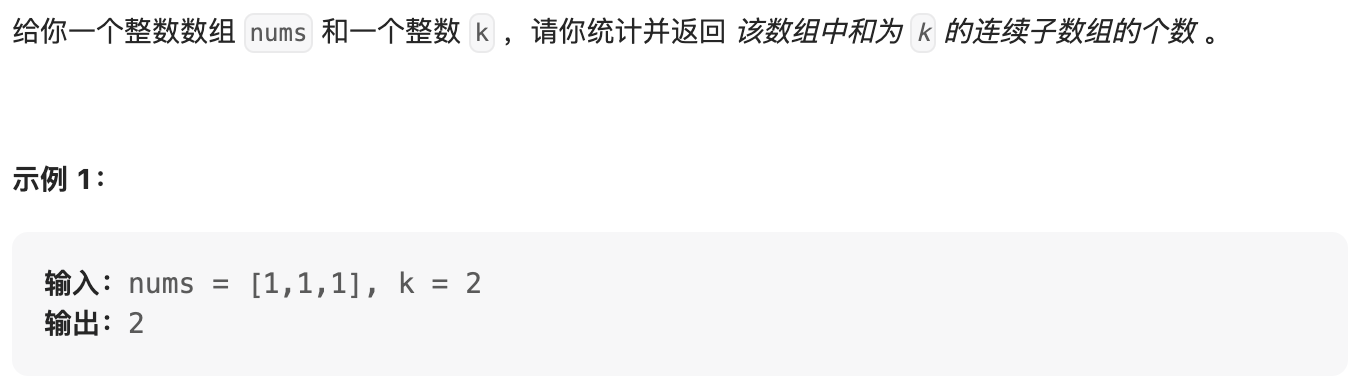 给你一个整数数组 nums 和一个整数 k ，请你统计并返回 该数组中和为 k 的连续子数组的个数 。
示例 1：
输入：nums = [1,1,1], k = 2
输出：2